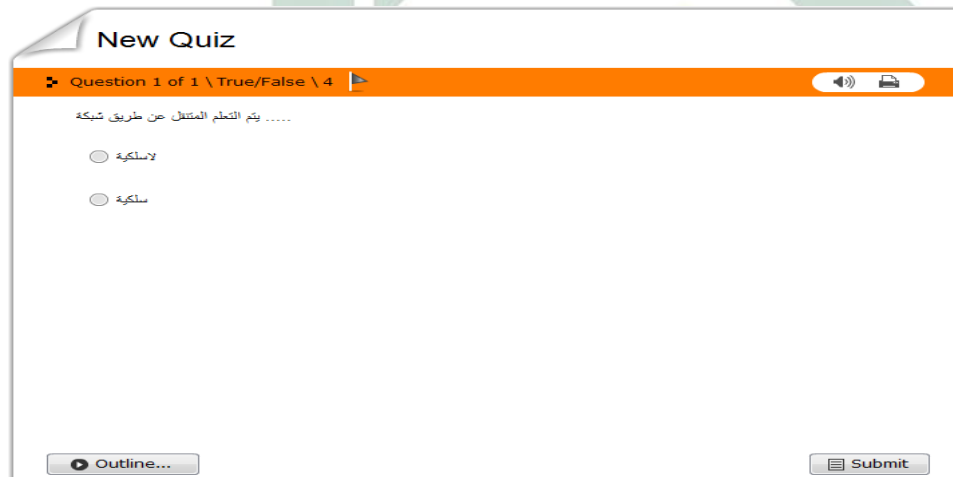 New Quiz
Question 1 of 1 \ True/False \ 4
يتم التعلم المتنقل عن طريق شبكة .....
لاسلكية
سلكية
Outline...
Submit